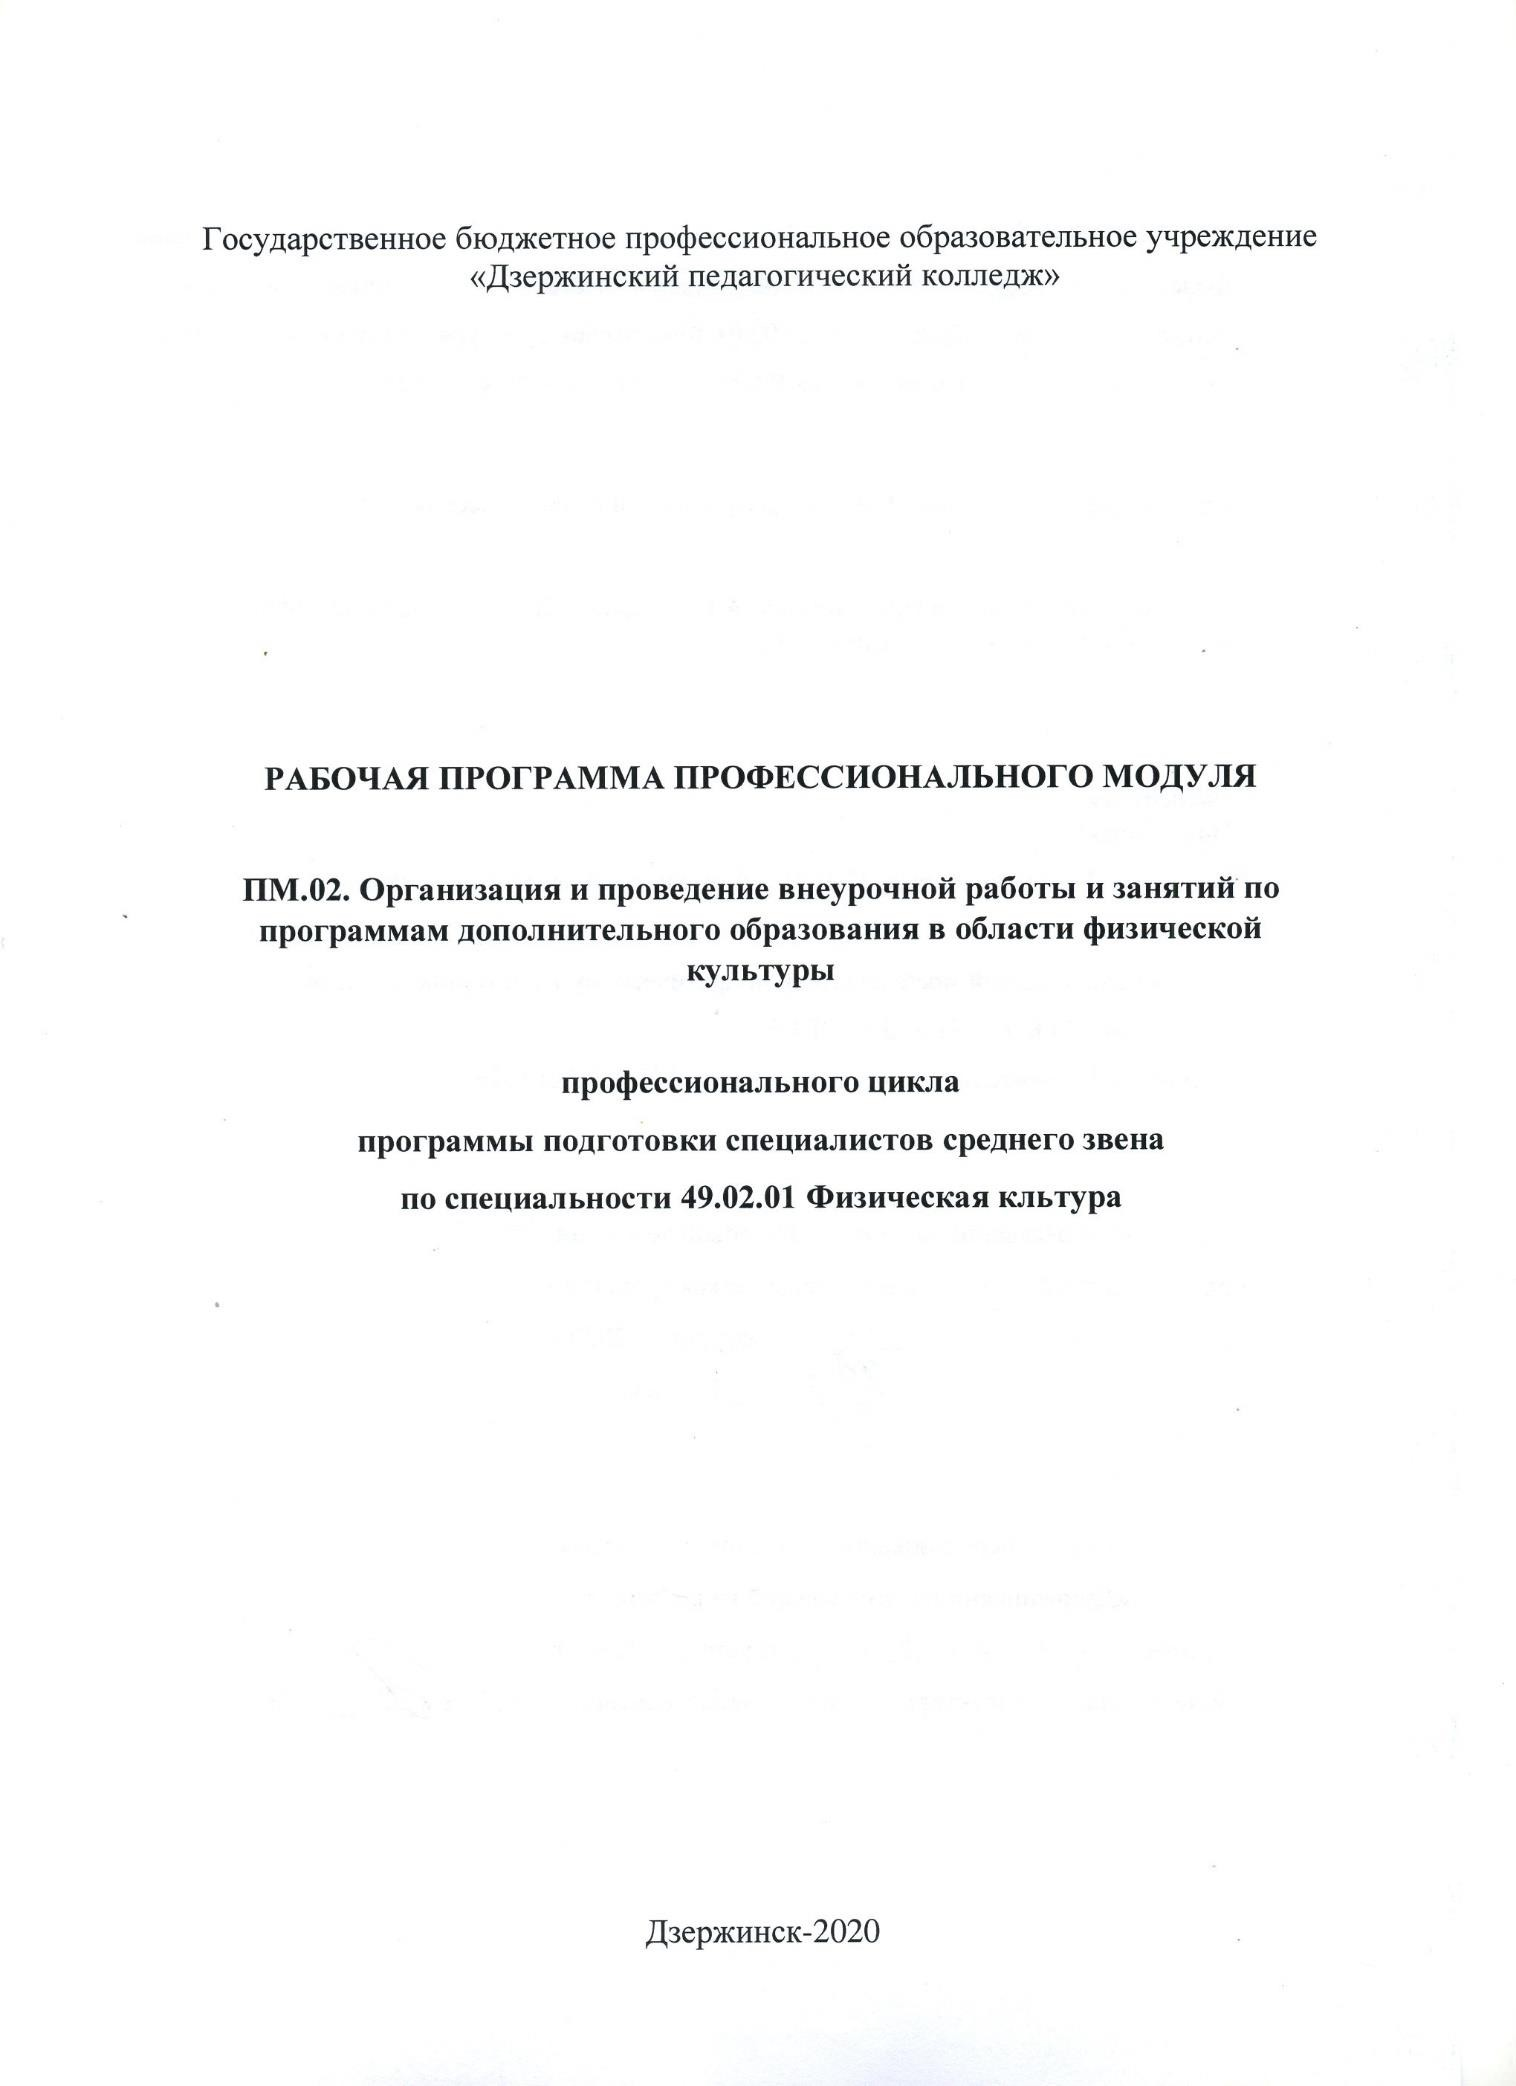 Государственное бюджетное профессиональное образовательное учреждение
«Дзержинский педагогический колледж»
РАБОЧАЯ ПРОГРАММА ПРОФЕССИОНАЛЬНОГО МОДУЛЯ
ПМ.02. Организация и проведение внеурочной работы и занятий по
программам дополнительного образования в области физической
культуры
профессионального цикла
программы подготовки специалистов среднего звена
по специальности 49.02.01 Физическая кльтура
Дзержинск-2020